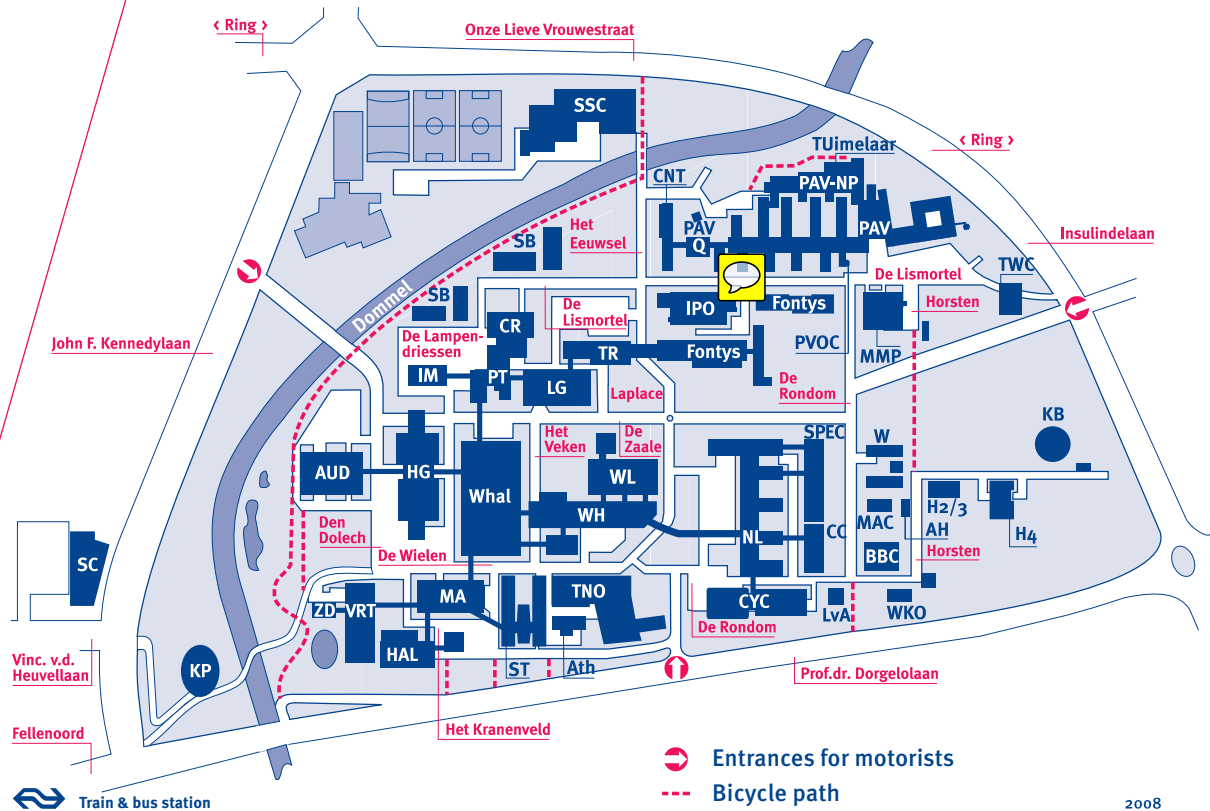 ‹ Ring ›
Onze Lieve Vrouwestraat
SSC
‹ Ring ›
TUimelaar
CNT
PAV-NP
PAV
PAV
Q
Het
Eeuwsel
SB
Insulindelaan
TWC
De Lismortel
Dommel
SB
De
Lismortel
IPO
Fontys
Horsten
CR
De Lampen-
driessen
John F. Kennedylaan
TR
Fontys
PVOC
MMP
IM
PT
LG
Laplace
De
Rondom
KB
Het
Veken
De
Zaale
SPEC
W
AUD
HG
Whal
WL
WH
H2/3
MAC
AH
H4
Den
Dolech
De Wielen
NL
CC
BBC
Horsten
SC
ZD
VRT
MA
TNO
CYC
LvA
WKO
De Rondom
HAL
ST
Ath
Vinc. v.d.
Heuvellaan
KP
Prof.dr. Dorgelolaan
Fellenoord
Het Kranenveld
Entrances for motorists
Bicycle path
Train & bus station
2008